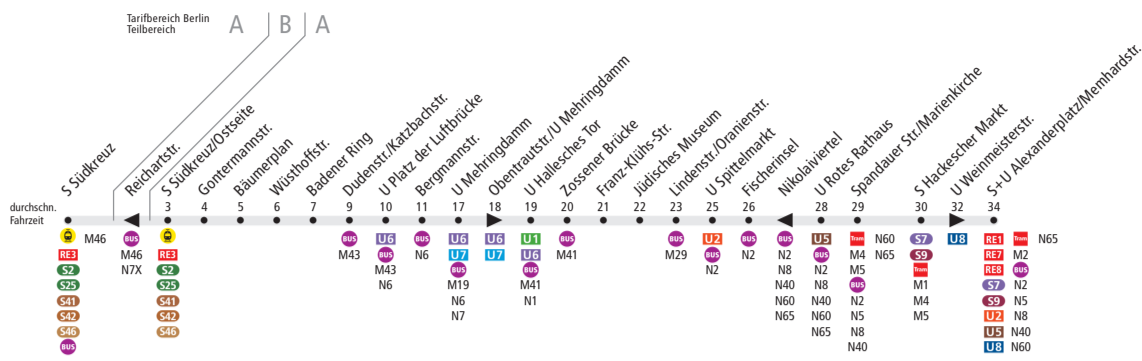 Tarifbereich Berlin
Teilbereich
A B A
S Südkreuz
Reichartstr.
S Südkreuz/Ostseite
Gontermannstr.
Bäumerplan
Wüsthoffstr.
Badener Ring
Dudenstr./Katzbachstr.
U Platz der Luftbrücke
Bergmannstr.
U Mehringdamm
Obentrautstr./U Mehringdamm
U Hallesches Tor
Zossener Brücke
Franz-Klühs-Str.
Jüdisches Museum
Lindenstr./Oranienstr.
U Spittelmarkt
Fischerinsel
Nikolaiviertel
U Rotes Rathaus
Spandauer Str./Marienkirche
S Hackescher Markt
U Weinmeisterstr.
S+U Alexanderplatz/Memhardstr.
durchschn.
Fahrzeit
3 4 5 6 7 9 10 11 17 18 19 20 21 22 23 25 26 28 29 30 32 34
M46
RE3
S2
S25
S41
S42
S46
BUS
BUS
M46
N7X
RE3
S2
S25
S41
S42
S46
BUS
M43
U6
BUS
M43
N6
BUS
N6
U6
U7
BUS
M19
N6
N7
U6
U7
U1
U6
BUS
M41
N1
BUS
M41
BUS
M29
U2
BUS
N2
BUS
N2
BUS
N2
N8
N40
N60
N65
U5
BUS
N2
N8
N40
N60
N65
Tram
M4
M5
BUS
N2
N5
N8
N40
N60
N65
S7
S9
Tram
M1
M4
M5
U8
RE1
RE7
RE8
S7
S9
U2
U5
U8
Tram
M2
BUS
N2
N5
N8
N40
N60
N65